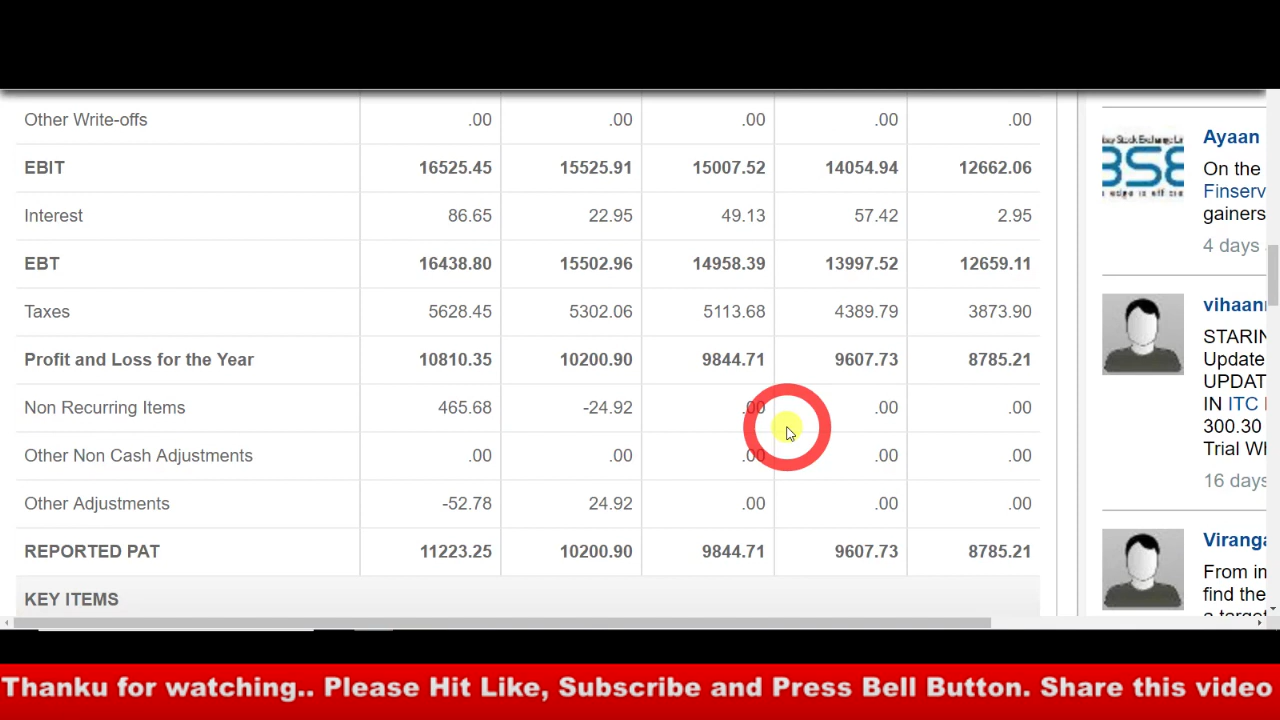 Other Write-offs .00 .00 .00 .00 .00
EBIT 16525.45 15525.91 15007.52 14054.94 12662.06
Interest 86.65 22.95 49.13 57.42 2.95
EBT 16438.80 15502.96 14958.39 13997.52 12659.11
Taxes 5628.45 5302.06 5113.68 4389.79 3873.90
Profit and Loss for the Year 10810.35 10200.90 9844.71 9607.73 8785.21
Non Recurring Items 465.68 -24.92 .00 .00 .00
Other Non Cash Adjustments .00 .00 .00 .00 .00
Other Adjustments -52.78 24.92 .00 .00 .00
REPORTED PAT 11223.25 10200.90 9844.71 9607.73 8785.21
KEY ITEMS
Ayaan
On the
Finserv
gainers
4 days
vihaan
STARIN
Update
UPDAT
IN ITC
300.30
Trial
16 days
Viranga
From in
find the
a target
Thanku for watching.. Please Hit Like, Subscribe and Press Bell Button. Share this video